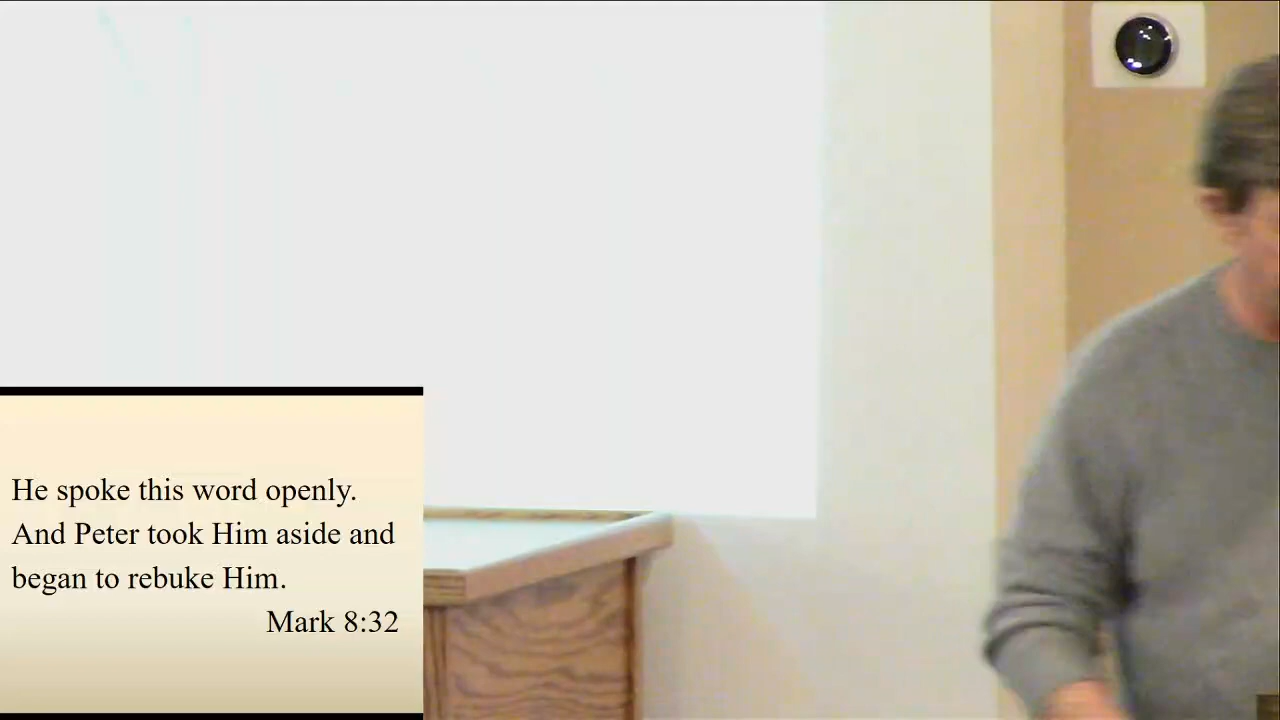 He spoke this word openly.
And Peter took Him aside and
began to rebuke Him.
Mark 8:32